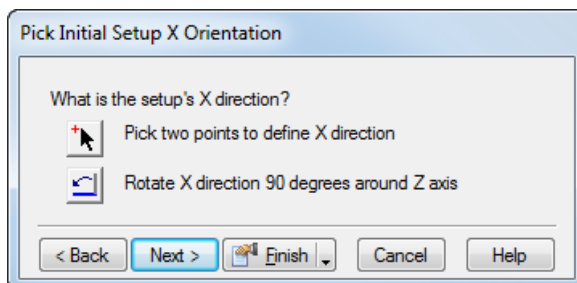 Pick Initial Setup X Orientation
What is the setup's X direction?
Pick two points to define X direction
Rotate X direction 90 degrees around Z axis
< Back Next > Finish Cancel Help